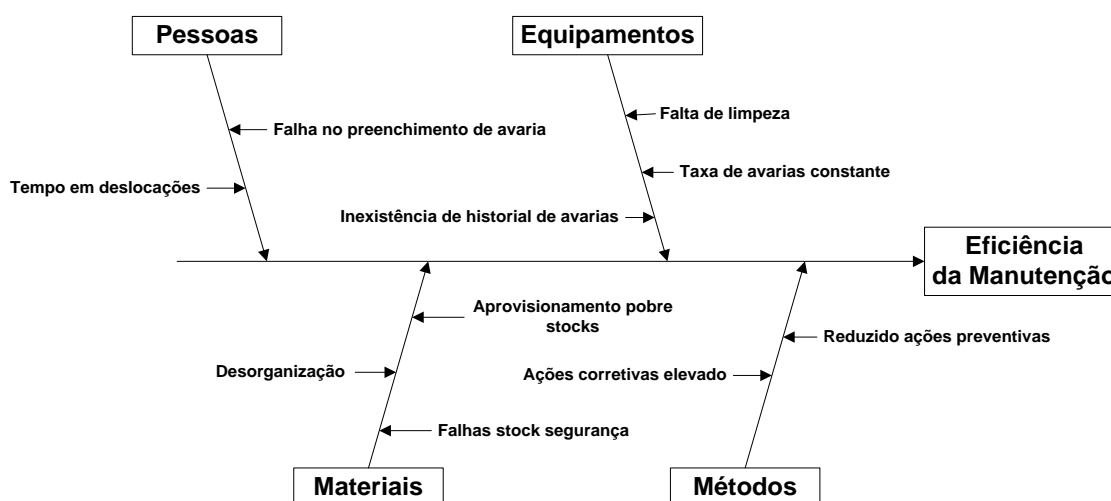 Pessoas
Equipamentos
Falta de limpeza
Falha no preenchimento de avaria
Taxa de avarias constante
Tempo em deslocações
Inexistência de historial de avarias
Eficiência
da Manutenção
Aprovisionamento pobre
stocks
Reduzido ações preventivas
Desorganização
Ações corretivas elevado
Falhas stock segurança
Materiais
Métodos